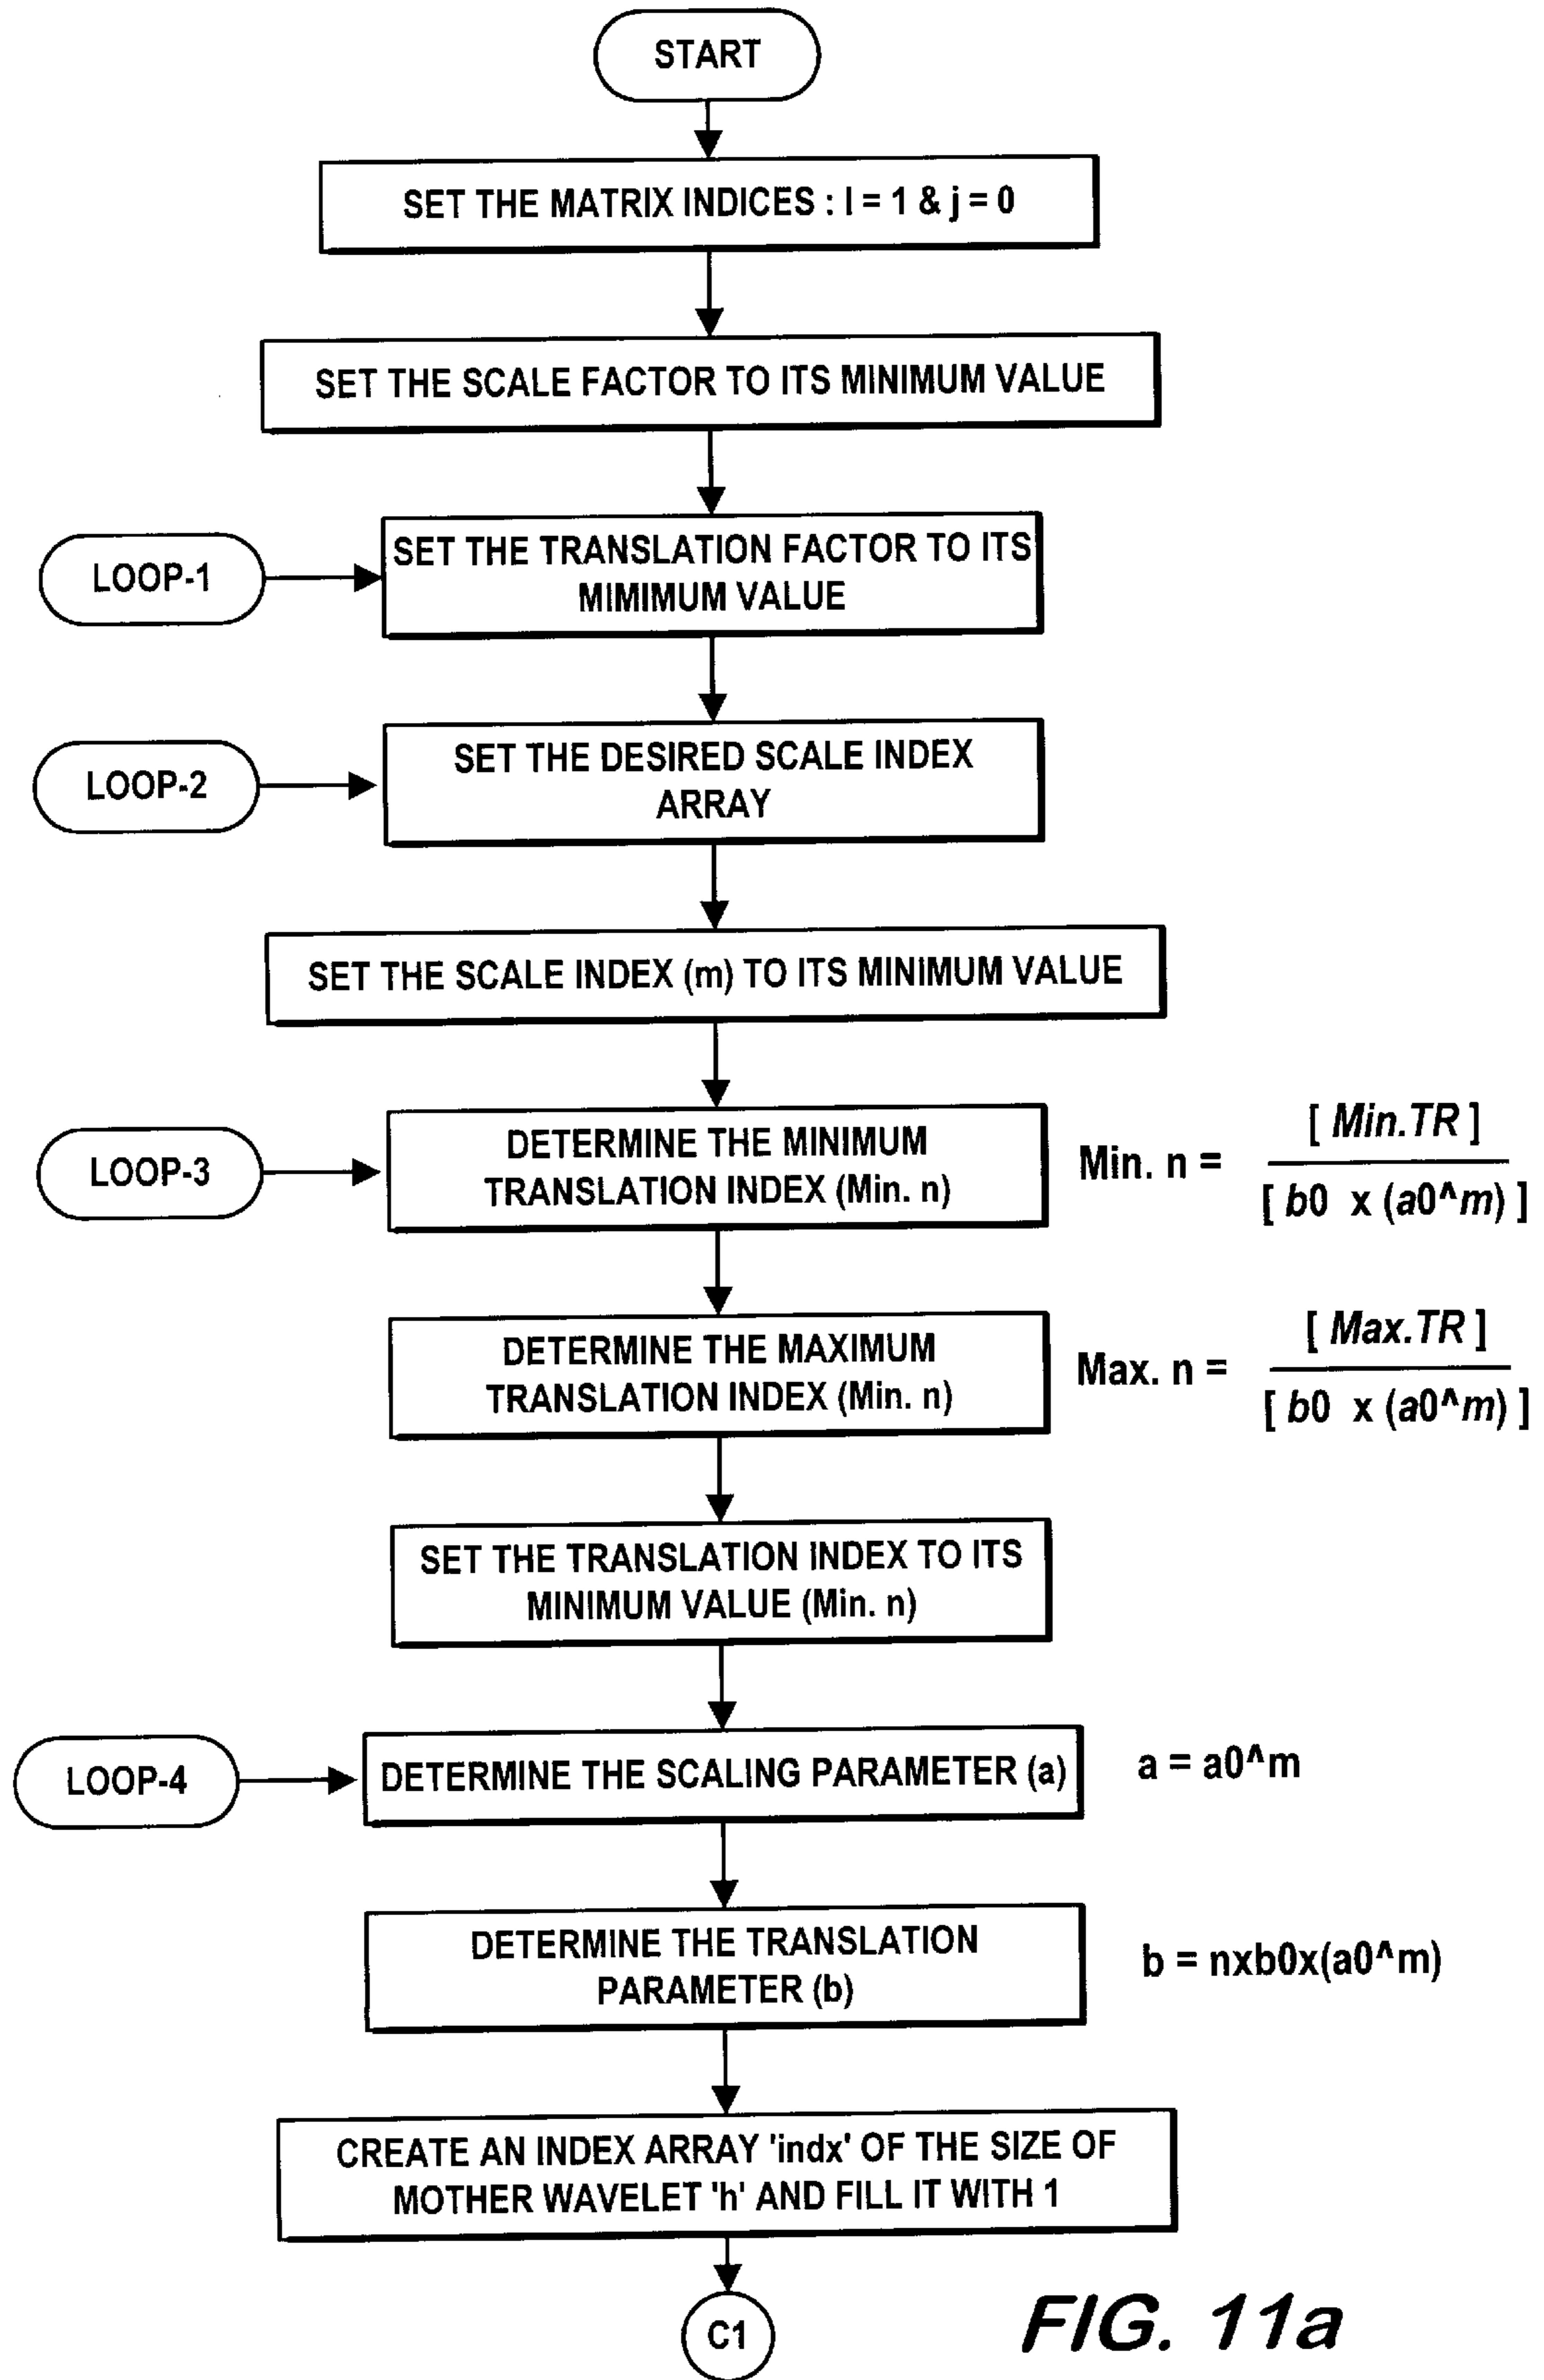 START
SET THE MATRIX INDICES : I = 1 & j = 0
SET THE SCALE FACTOR TO ITS MINIMUM VALUE
LOOP-1
SET THE TRANSLATION FACTOR TO ITS
MIMIMUM VALUE
LOOP-2
SET THE DESIRED SCALE INDEX
ARRAY
SET THE SCALE INDEX (m) TO ITS MINIMUM VALUE
LOOP-3
DETERMINE THE MINIMUM
TRANSLATION INDEX (Min. n)
Min. n =
[ Min.TR ]
[ b0 x (a0^m) ]
DETERMINE THE MAXIMUM
TRANSLATION INDEX (Min. n)
Max. n =
[ Max.TR ]
[ b0 x (a0^m) ]
SET THE TRANSLATION INDEX TO ITS
MINIMUM VALUE (Min. n)
LOOP-4
DETERMINE THE SCALING PARAMETER (a)
a = a0^m
DETERMINE THE TRANSLATION
PARAMETER (b)
b = nxb0x(a0^m)
CREATE AN INDEX ARRAY 'indx' OF THE SIZE OF
MOTHER WAVELET 'h' AND FILL IT WITH 1
C1
FIG. 11a